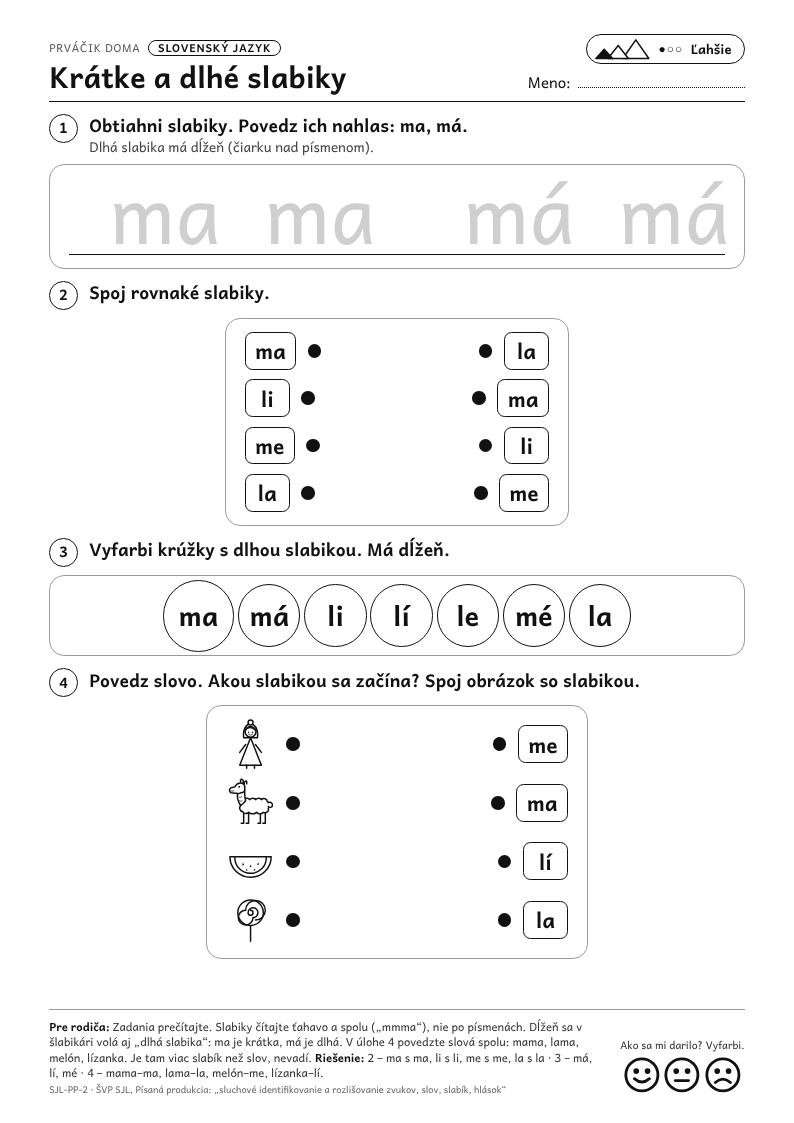 PRVÁČIK DOMA SLOVENSKÝ JAZYK
●○○ Ľahšie
Krátke a dlhé slabiky
Meno:
1 Obtiahni slabiky. Povedz ich nahlas: ma, má.
Dlhá slabika má dĺžeň (čiarku nad písmenom).
ma ma má má
2 Spoj rovnaké slabiky.
ma la
li ma
me li
la me
3 Vyfarbi krúžky s dlhou slabikou. Má dĺžeň.
ma má li lí le mé la
4 Povedz slovo. Akou slabikou sa začína? Spoj obrázok so slabikou.
me
ma
lí
la
Pre rodiča: Zadania prečítajte. Slabiky čítajte ťahavo a spolu („mmma“), nie po písmenách. Dĺžeň sa v
šlabikári volá aj „dlhá slabika“: ma je krátka, má je dlhá. V úlohe 4 povedzte slová spolu: mama, lama,
melón, lízanka. Je tam viac slabík než slov, nevadí. Riešenie: 2 – ma s ma, li s li, me s me, la s la · 3 – má,
lí, mé · 4 – mama–ma, lama–la, melón–me, lízanka–lí.
SJL-PP-2 · ŠVP SJL, Písaná produkcia: „sluchové identifikovanie a rozlišovanie zvukov, slov, slabík, hlások“
Ako sa mi darilo? Vyfarbi.